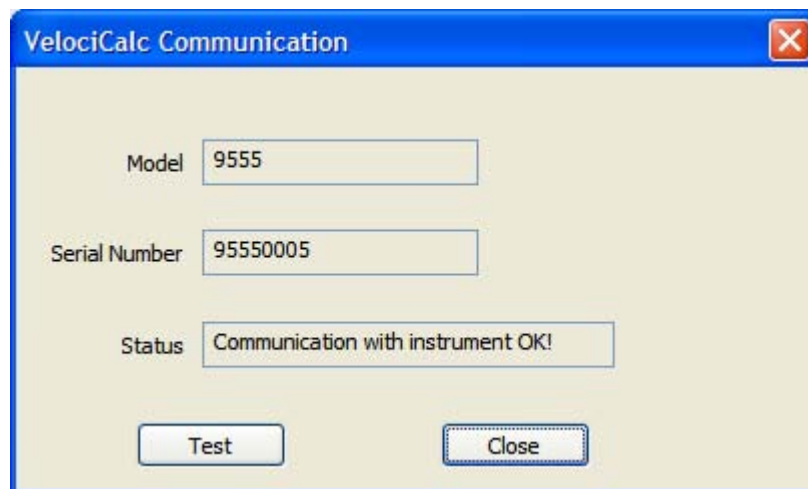 VelociCalc Communication
Model 9555
Serial Number 95550005
Status Communication with instrument OK!
Test Close